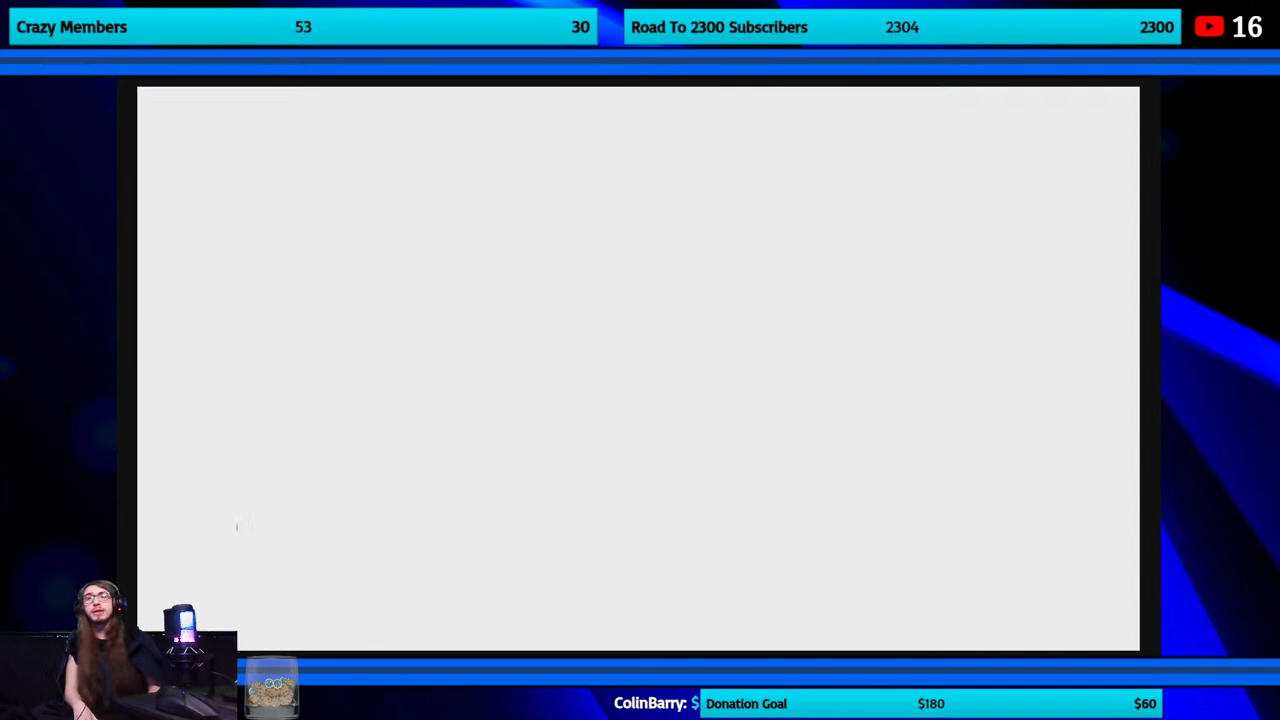 Crazy Members 53 30
Road To 2300 Subscribers 2304 2300
16
ColinBarry: $
Donation Goal $180 $60